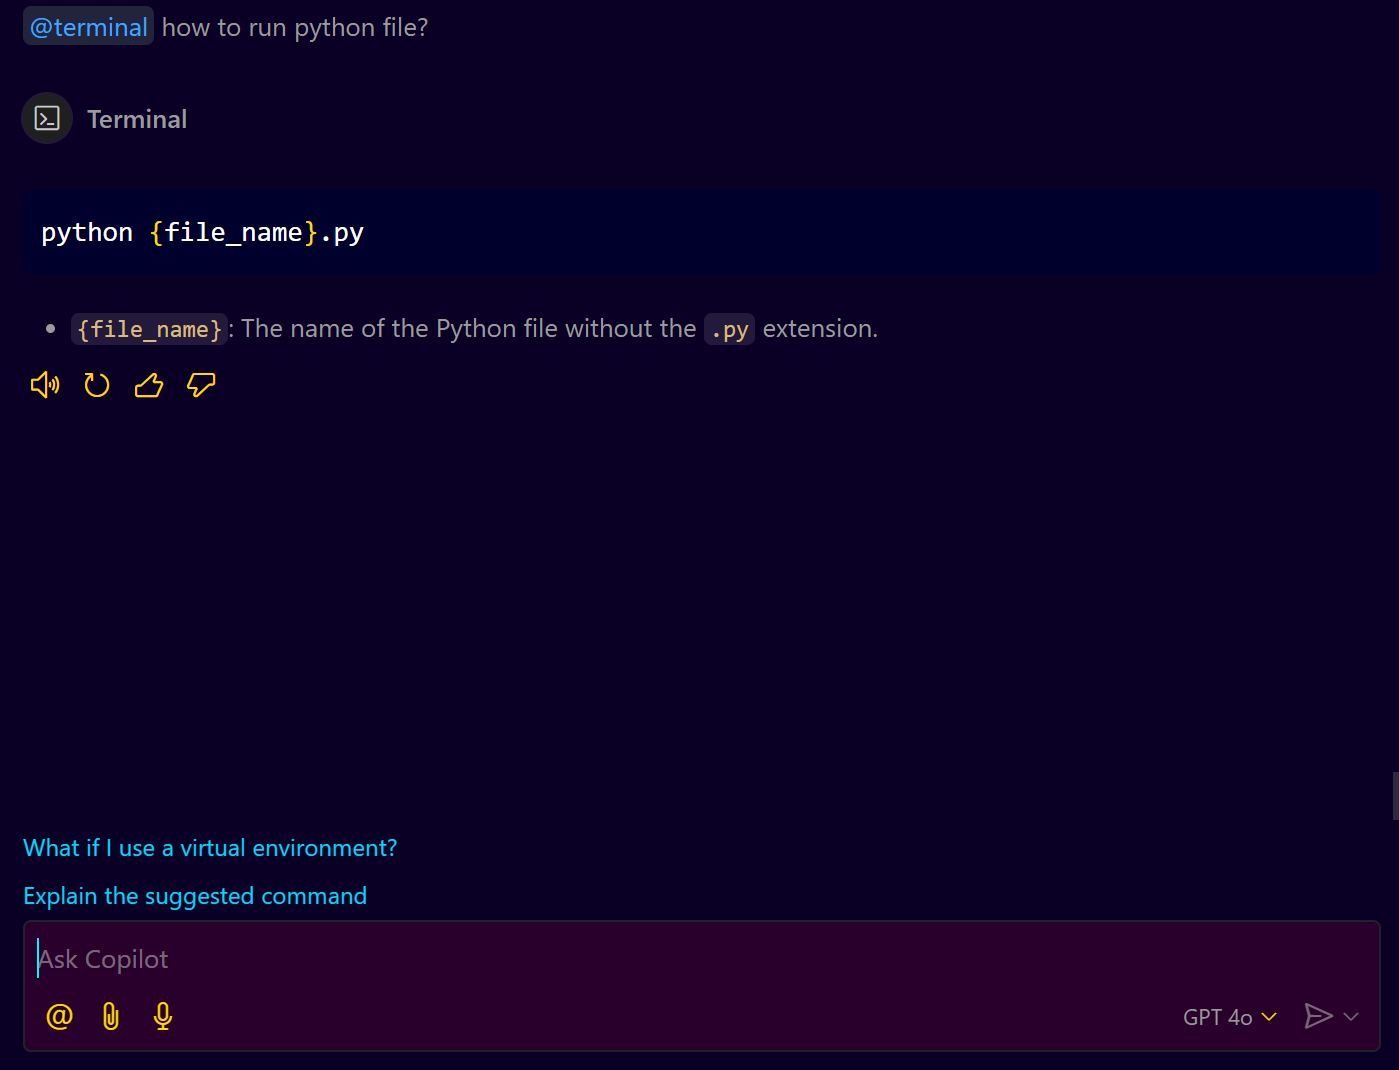 @terminal how to run python file?
Terminal
python {file_name}.py
{file_name}: The name of the Python file without the .py extension.
What if I use a virtual environment?
Explain the suggested command
Ask Copilot
@
GPT 4o